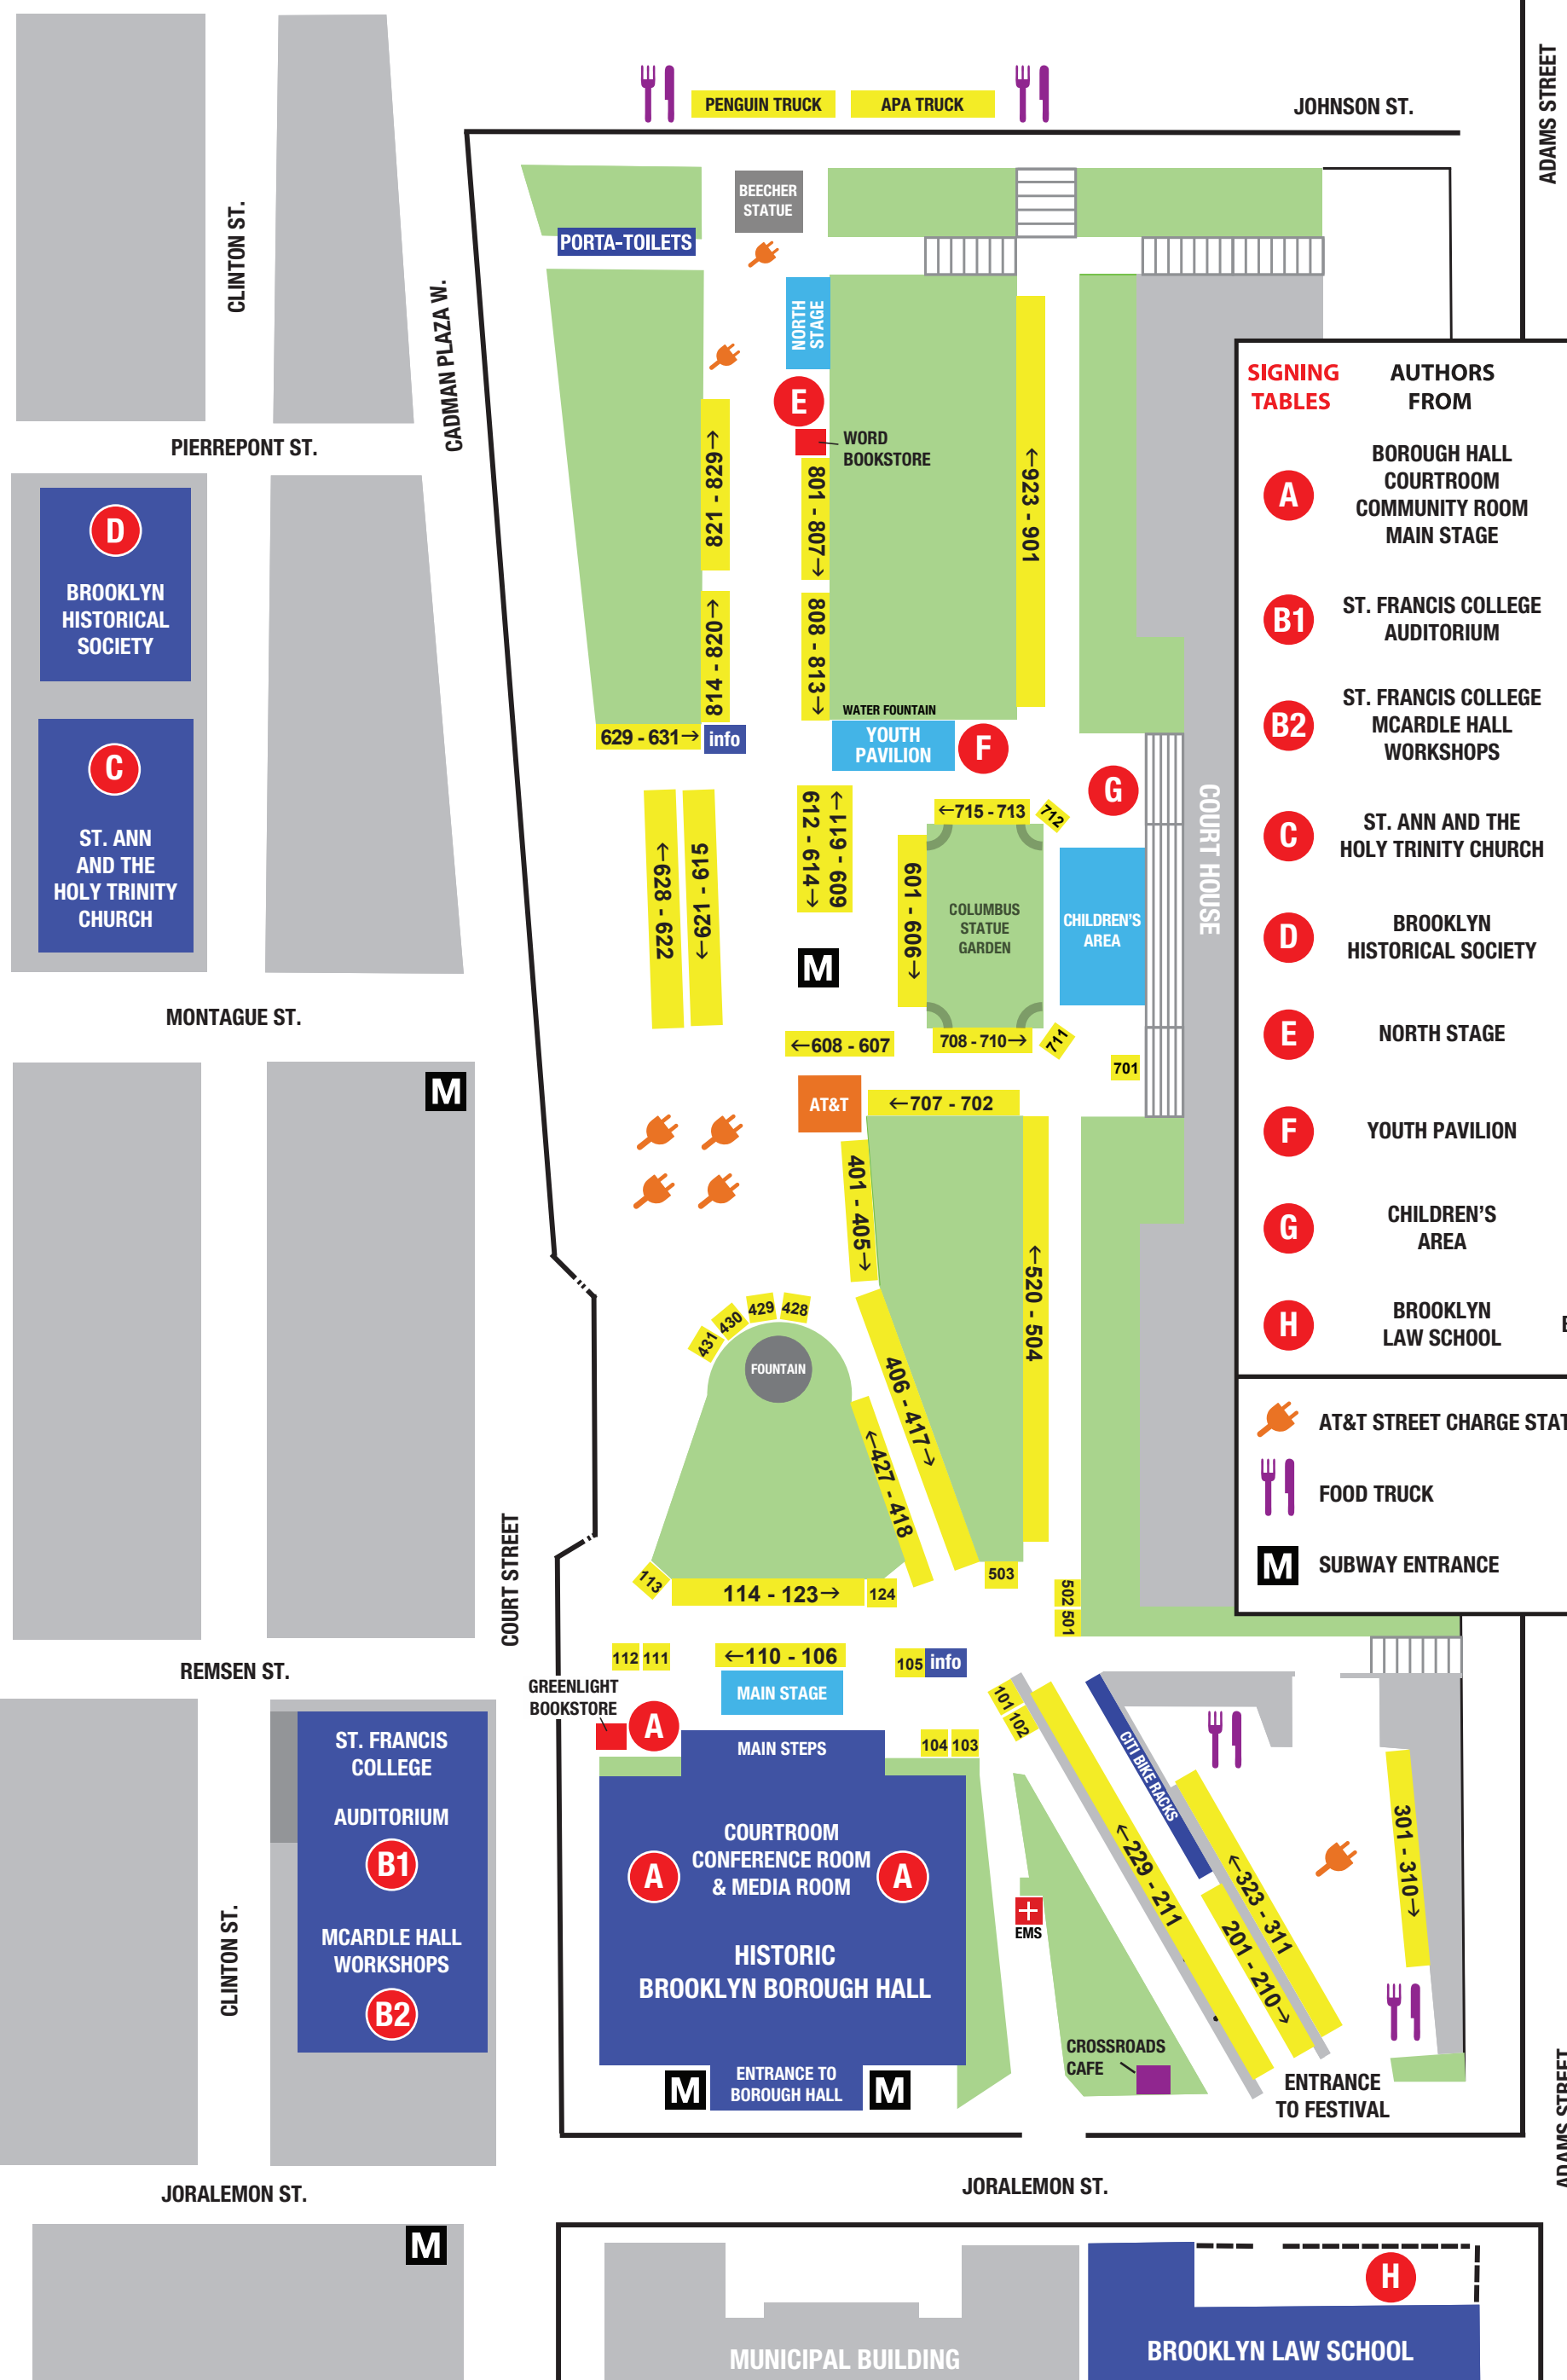 PENGUIN TRUCK
APA TRUCK
JOHNSON ST.
ADAMS STREET
BEECHER
STATUE
PORTA-TOILETS
CLINTON ST.
CADMAN PLAZA W.
NORTH
STAGE
E
WORD
BOOKSTORE
PIERREPONT ST.
821 - 829→
801 - 807→
←923 - 901
814 - 820→
808 - 813→
D
BROOKLYN
HISTORICAL
SOCIETY
C
ST. ANN
AND THE
HOLY TRINITY
CHURCH
WATER FOUNTAIN
629 - 631→
info
YOUTH
PAVILION
F
G
←628 - 622
←621 - 615
←611 - 609
612 - 614→
←715 - 713
712
601 - 606→
COLUMBUS
STATUE
GARDEN
CHILDREN'S
AREA
COURT HOUSE
M
MONTAGUE ST.
←608 - 607
708 - 710→
711
701
M
AT&T
←707 - 702
401 - 405→
←520 - 504
431
430
429
428
FOUNTAIN
406 - 417→
←427 - 418
COURT STREET
113
114 - 123→
124
503
502
501
REMSEN ST.
112
111
←110 - 106
105
info
GREENLIGHT
BOOKSTORE
A
MAIN STAGE
MAIN STEPS
104
103
101
102
CITI BIKE RACKS
ST. FRANCIS
COLLEGE
AUDITORIUM
B1
MCARDLE HALL
WORKSHOPS
B2
CLINTON ST.
A
COURTROOM
CONFERENCE ROOM
& MEDIA ROOM
A
HISTORIC
BROOKLYN BOROUGH HALL
EMS
←229 - 211
←323 - 311
201 - 210→
301 - 310→
M
ENTRANCE TO
BOROUGH HALL
M
CROSSROADS
CAFE
ENTRANCE
TO FESTIVAL
ADAMS STREET
JORALEMON ST.
JORALEMON ST.
M
MUNICIPAL BUILDING
H
BROOKLYN LAW SCHOOL
SIGNING
TABLES
AUTHORS
FROM
A
BOROUGH HALL
COURTROOM
COMMUNITY ROOM
MAIN STAGE
B1
ST. FRANCIS COLLEGE
AUDITORIUM
B2
ST. FRANCIS COLLEGE
MCARDLE HALL
WORKSHOPS
C
ST. ANN AND THE
HOLY TRINITY CHURCH
D
BROOKLYN
HISTORICAL SOCIETY
E
NORTH STAGE
F
YOUTH PAVILION
G
CHILDREN'S
AREA
H
BROOKLYN
LAW SCHOOL
AT&T STREET CHARGE STAT
FOOD TRUCK
M
SUBWAY ENTRANCE